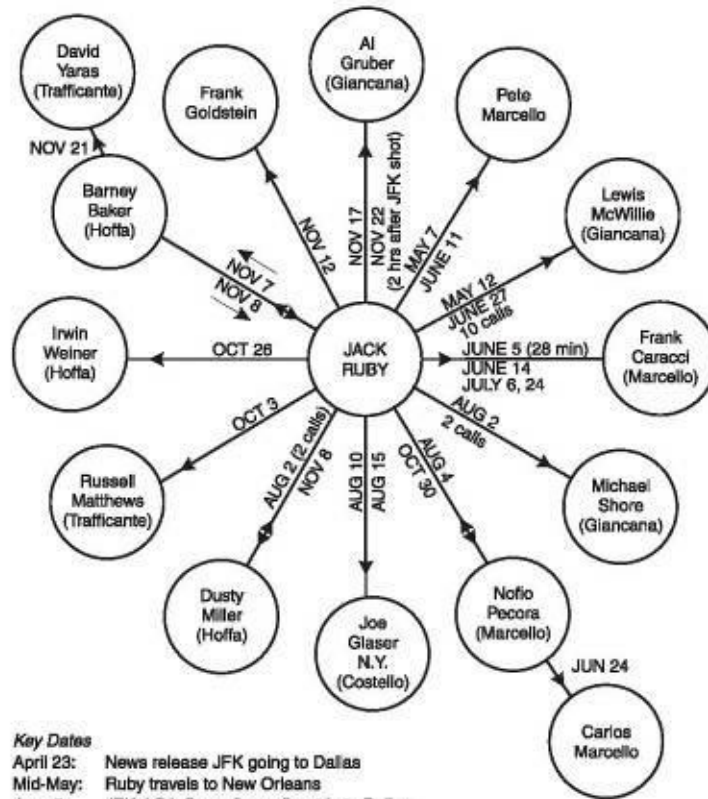 David
Yaras
(Trafficante)
Frank
Goldstein
Al
Gruber
(Giancana)
Pete
Marcello
NOV 21
Barney
Baker
(Hoffa)
Lewis
McWillie
(Giancana)
NOV 7
NOV 8
NOV 12
NOV 17
NOV 22
(2 hrs after JFK shot)
MAY 7
JUNE 11
MAY 12
JUNE 27
10 calls
Irwin
Weiner
(Hoffa)
OCT 26
JACK
RUBY
JUNE 5 (28 min)
JUNE 14
JULY 6, 24
Frank
Caracci
(Marcello)
OCT 3
AUG 2 (2 calls)
NOV 8
AUG 10
AUG 15
AUG 4
OCT 30
AUG 2
2 calls
Russell
Matthews
(Trafficante)
Michael
Shore
(Giancana)
Dusty
Miller
(Hoffa)
Joe
Glaser
N.Y.
(Costello)
Nofio
Pecora
(Marcello)
JUN 24
Carlos
Marcello
Key Dates
April 23: News release JFK going to Dallas
Mid-May: Ruby travels to New Orleans